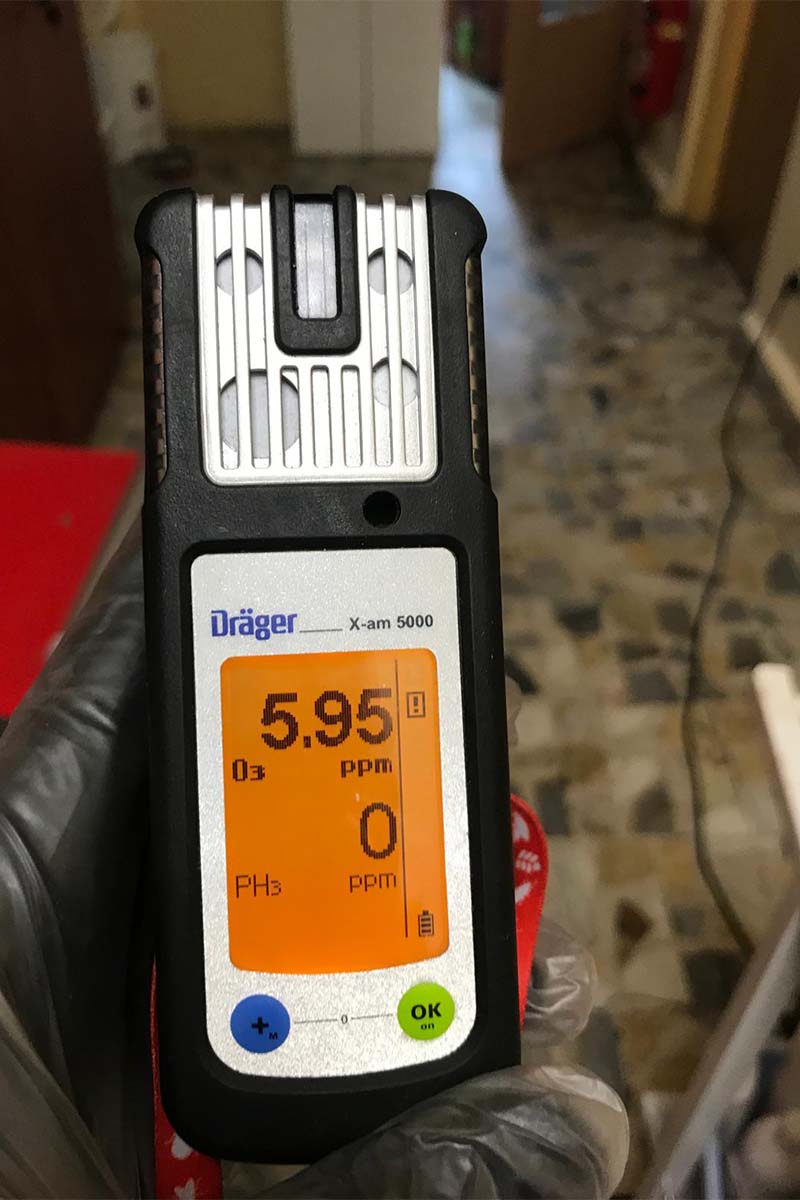 Dräger X-am 5000
5.95
O₃ ppm
0
PH₃ ppm
+ M
0
OK
on